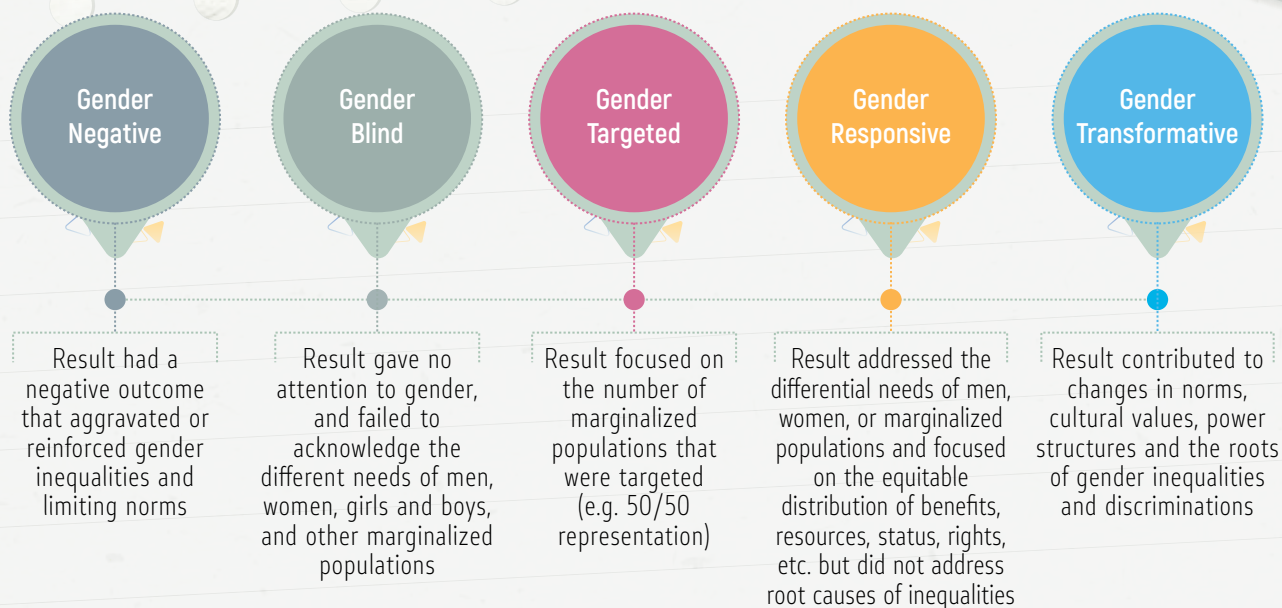 Gender
Negative
Gender
Blind
Gender
Targeted
Gender
Responsive
Gender
Transformative
Result had a
negative outcome
that aggravated or
reinforced gender
inequalities and
limiting norms
Result gave no
attention to gender,
and failed to
acknowledge the
different needs of men,
women, girls and boys,
and other marginalized
populations
Result focused on
the number of
marginalized
populations that
were targeted
(e.g. 50/50
representation)
Result addressed the
differential needs of men,
women, or marginalized
populations and focused
on the equitable
distribution of benefits,
resources, status, rights,
etc. but did not address
root causes of inequalities
Result contributed to
changes in norms,
cultural values, power
structures and the roots
of gender inequalities
and discriminations